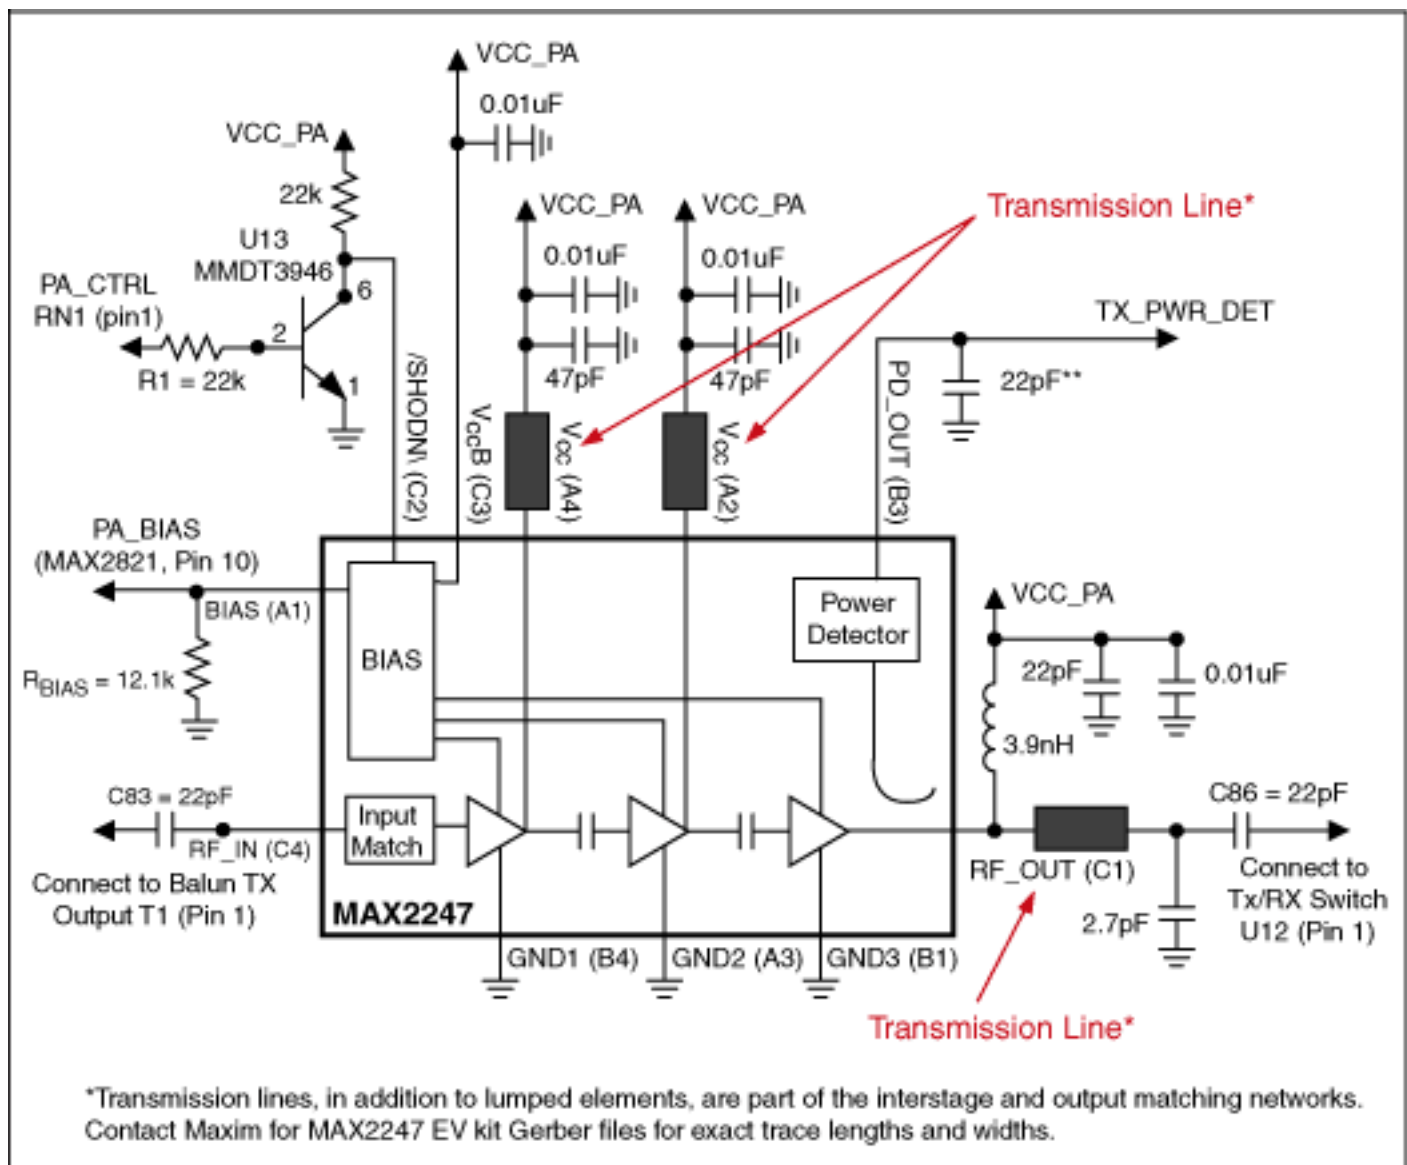 VCC_PA
0.01uF
VCC_PA
22k
U13
MMDT3946
6
PA_CTRL
RN1 (pin1)
2
R1 = 22k
1
/SHODN\ (C2)
VccB (C3)
VCC_PA
0.01uF
47pF
Vcc (A4)
VCC_PA
0.01uF
47pF
Vcc (A2)
Transmission Line*
TX_PWR_DET
22pF**
PD_OUT (B3)
PA_BIAS
(MAX2821, Pin 10)
BIAS (A1)
RBIAS = 12.1k
BIAS
Power
Detector
VCC_PA
22pF
0.01uF
3.9nH
C83 = 22pF
RF_IN (C4)
Connect to Balun TX
Output T1 (Pin 1)
Input
Match
MAX2247
GND1 (B4)
GND2 (A3)
GND3 (B1)
RF_OUT (C1)
C86 = 22pF
Connect to
Tx/RX Switch
U12 (Pin 1)
2.7pF
Transmission Line*
*Transmission lines, in addition to lumped elements, are part of the interstage and output matching networks.
Contact Maxim for MAX2247 EV kit Gerber files for exact trace lengths and widths.